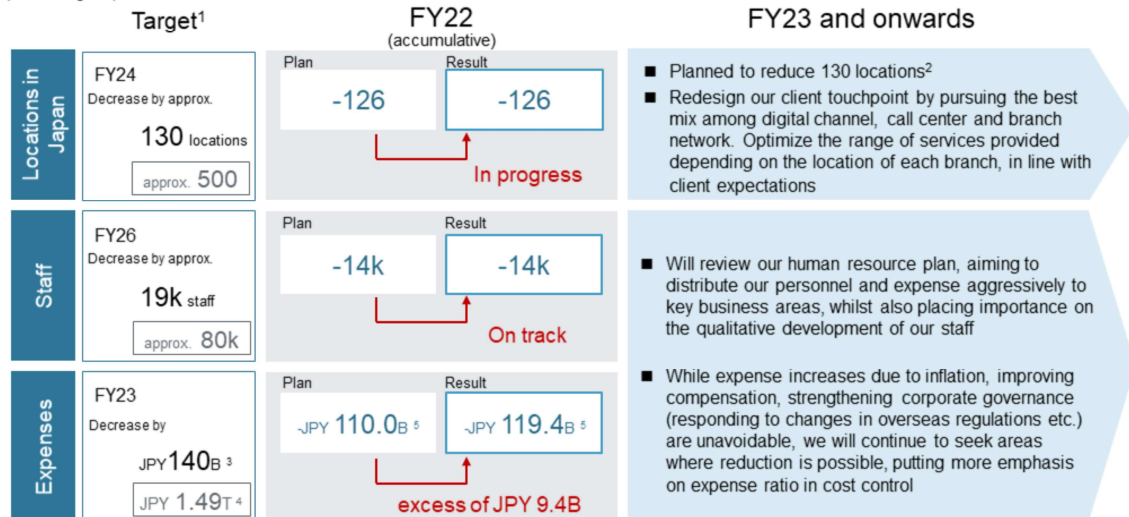 Target¹
FY22
(accumulative)
FY23 and onwards
Locations in
Japan
FY24
Decrease by approx.
130 locations
approx. 500
Plan
Result
-126
-126
In progress
■ Planned to reduce 130 locations²
■ Redesign our client touchpoint by pursuing the best
mix among digital channel, call center and branch
network. Optimize the range of services provided
depending on the location of each branch, in line with
client expectations
Staff
FY26
Decrease by approx.
19k staff
approx. 80k
Plan
Result
-14k
-14k
On track
■ Will review our human resource plan, aiming to
distribute our personnel and expense aggressively to
key business areas, whilst also placing importance on
the qualitative development of our staff
Expenses
FY23
Decrease by
JPY140B ³
JPY 1.49T ⁴
Plan
Result
-JPY 110.0B ⁵
-JPY 119.4B ⁵
excess of JPY 9.4B
■ While expense increases due to inflation, improving
compensation, strengthening corporate governance
(responding to changes in overseas regulations etc.)
are unavoidable, we will continue to seek areas
where reduction is possible, putting more emphasis
on expense ratio in cost control